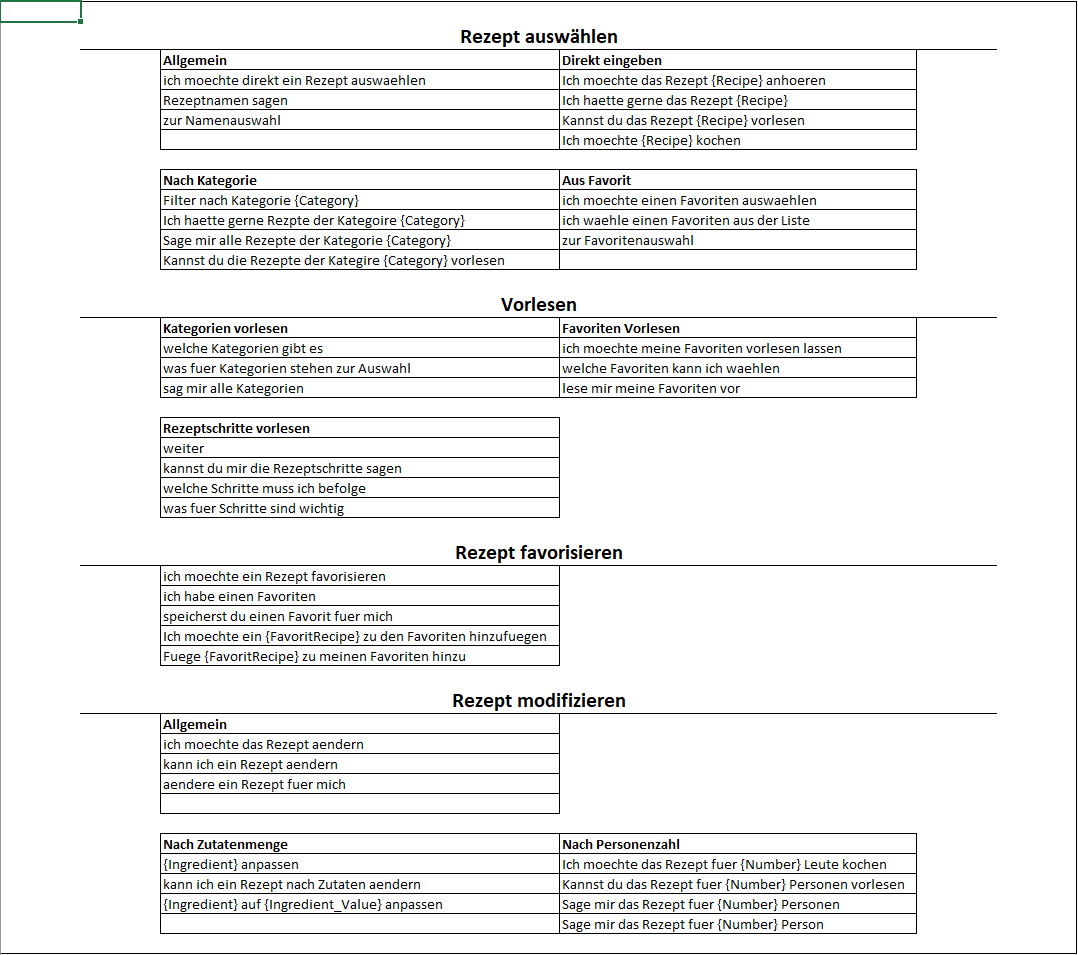 Rezept auswählen
Allgemein
ich moechte direkt ein Rezept auswaehlen
Rezeptnamen sagen
zur Namenauswahl
Direkt eingeben
Ich moechte das Rezept {Recipe} anhoeren
Ich haette gerne das Rezept {Recipe}
Kannst du das Rezept {Recipe} vorlesen
Ich moechte {Recipe} kochen
Nach Kategorie
Filter nach Kategorie {Category}
Ich haette gerne Rezpte der Kategoire {Category}
Sage mir alle Rezepte der Kategorie {Category}
Kannst du die Rezepte der Kategire {Category} vorlesen
Aus Favorit
ich moechte einen Favoriten auswaehlen
ich waehle einen Favoriten aus der Liste
zur Favoritenauswahl
Vorlesen
Kategorien vorlesen
welche Kategorien gibt es
was fuer Kategorien stehen zur Auswahl
sag mir alle Kategorien
Favoriten Vorlesen
ich moechte meine Favoriten vorlesen lassen
welche Favoriten kann ich waehlen
lese mir meine Favoriten vor
Rezeptschritte vorlesen
weiter
kannst du mir die Rezeptschritte sagen
welche Schritte muss ich befolge
was fuer Schritte sind wichtig
Rezept favorisieren
ich moechte ein Rezept favorisieren
ich habe einen Favoriten
speicherst du einen Favorit fuer mich
Ich moechte ein {FavoritRecipe} zu den Favoriten hinzufuegen
Fuege {FavoritRecipe} zu meinen Favoriten hinzu
Rezept modifizieren
Allgemein
ich moechte das Rezept aendern
kann ich ein Rezept aendern
aendere ein Rezept fuer mich
Nach Zutatenmenge
{Ingredient} anpassen
kann ich ein Rezept nach Zutaten aendern
{Ingredient} auf {Ingredient_Value} anpassen
Nach Personenzahl
Ich moechte das Rezept fuer {Number} Leute kochen
Kannst du das Rezept fuer {Number} Personen vorlesen
Sage mir das Rezept fuer {Number} Personen
Sage mir das Rezept fuer {Number} Person